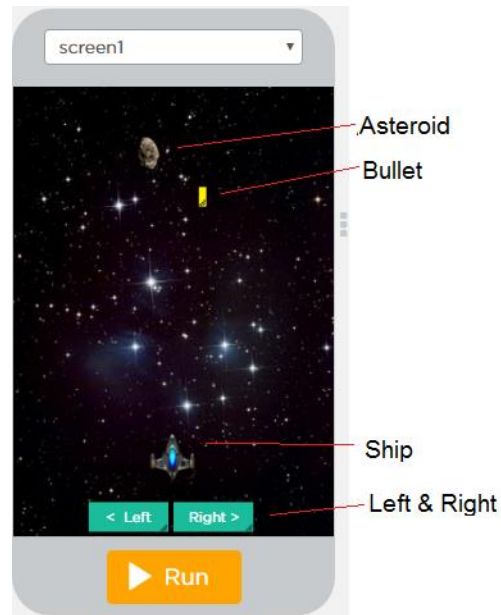 screen1
Asteroid
Bullet
Ship
< Left
Right >
Left & Right
Run